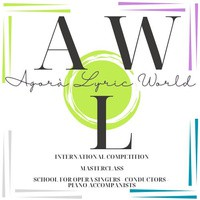 A W
Agorà Lyric World
L
INTERNATIONAL COMPETITION
MASTERCLASS
SCHOOL FOR OPERA SINGERS - CONDUCTORS
PIANO ACCOMPANISTS